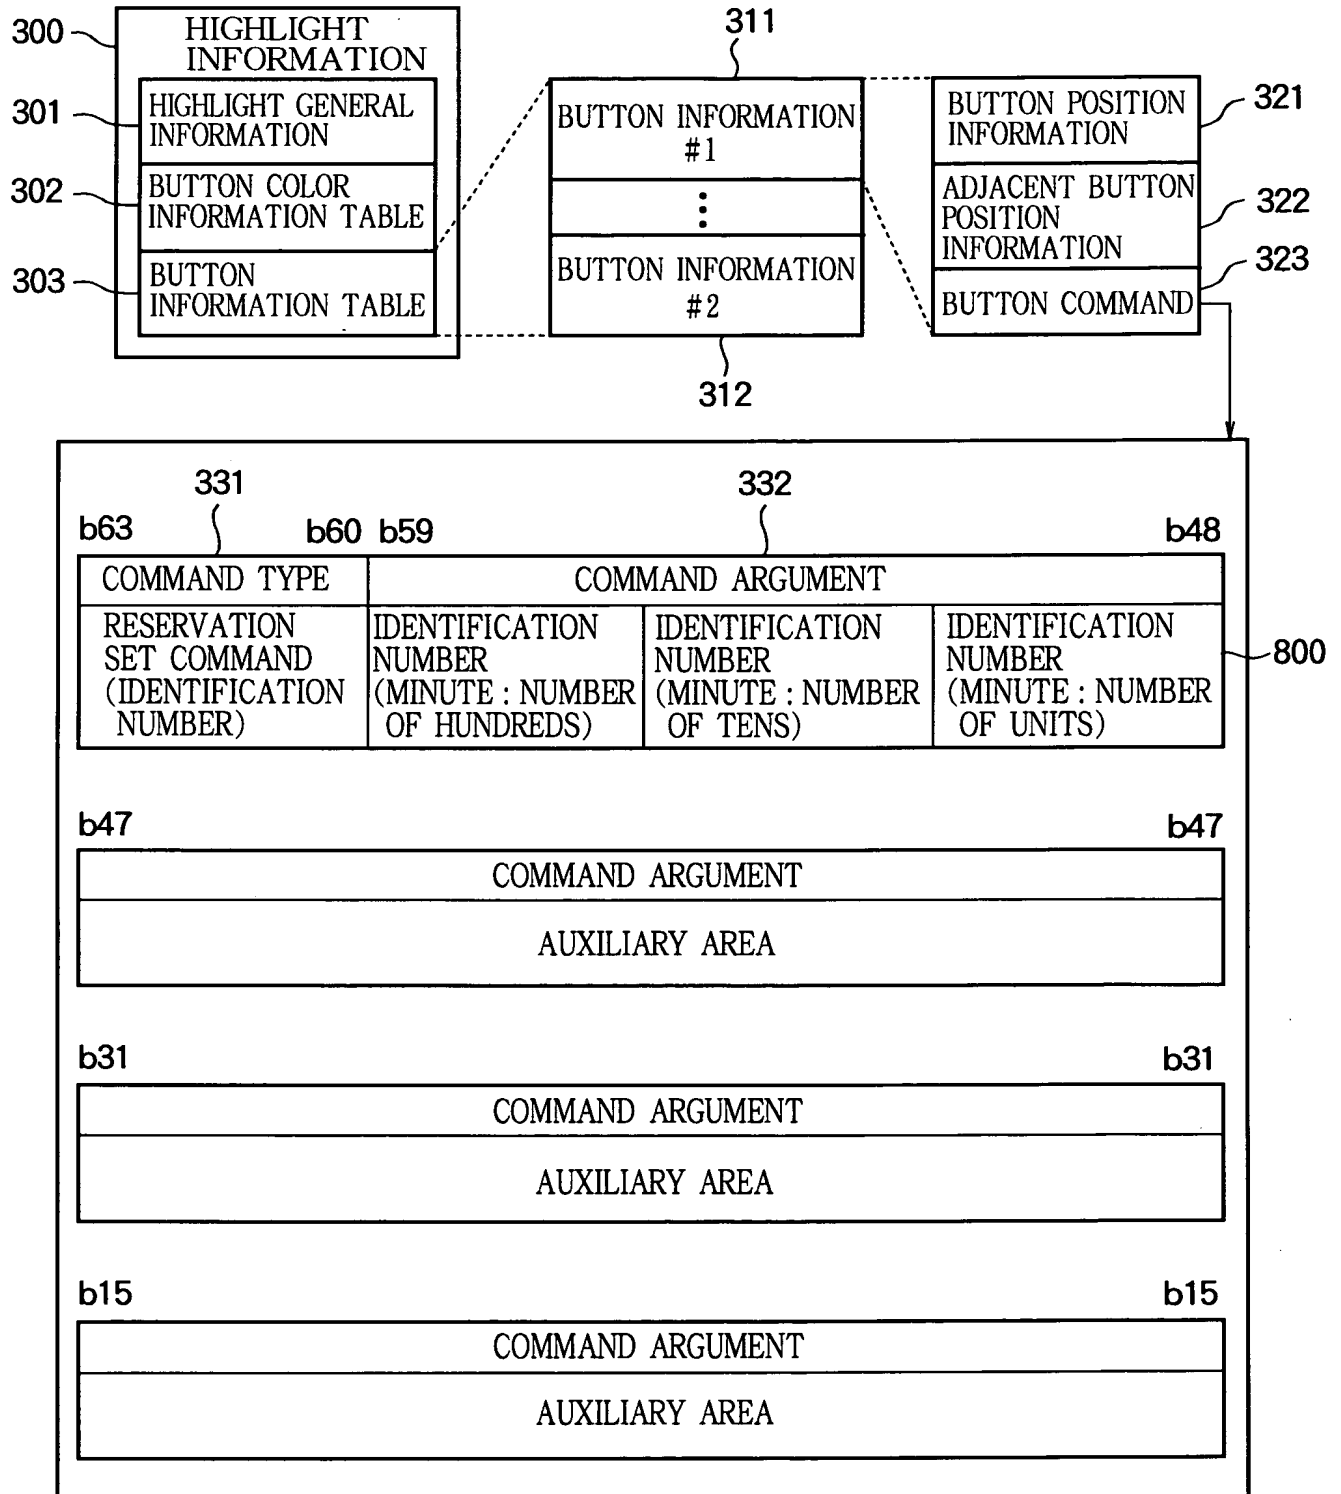 300
HIGHLIGHT
INFORMATION
301
HIGHLIGHT GENERAL
INFORMATION
302
BUTTON COLOR
INFORMATION TABLE
303
BUTTON
INFORMATION TABLE
311
BUTTON INFORMATION
#1
BUTTON INFORMATION
#2
312
BUTTON POSITION
INFORMATION
321
ADJACENT BUTTON
POSITION
INFORMATION
322
323
BUTTON COMMAND
331
332
b63
b60
b59
b48
COMMAND TYPE
COMMAND ARGUMENT
RESERVATION
SET COMMAND
(IDENTIFICATION
NUMBER)
IDENTIFICATION
NUMBER
(MINUTE : NUMBER
OF HUNDREDS)
IDENTIFICATION
NUMBER
(MINUTE : NUMBER
OF TENS)
IDENTIFICATION
NUMBER
(MINUTE : NUMBER
OF UNITS)
800
b47
b47
COMMAND ARGUMENT
AUXILIARY AREA
b31
b31
COMMAND ARGUMENT
AUXILIARY AREA
b15
b15
COMMAND ARGUMENT
AUXILIARY AREA